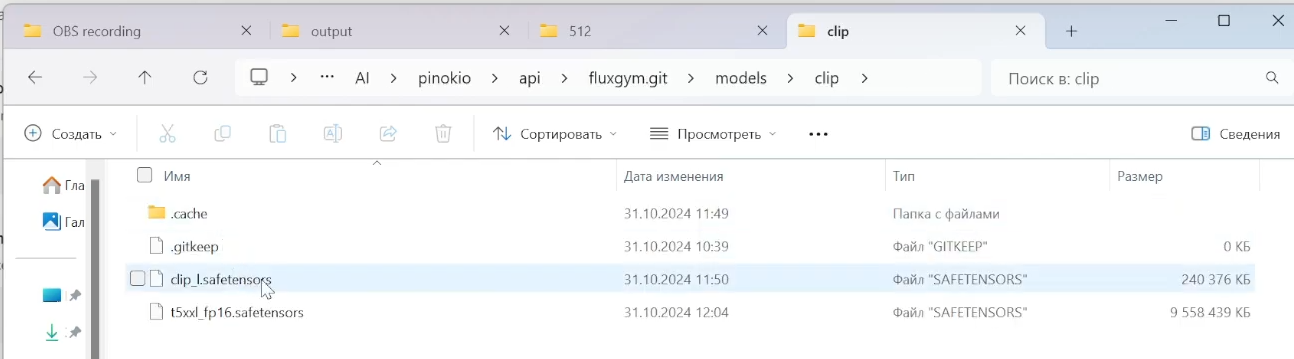 OBS recording
output
512
clip
AI > pinokio > api > fluxgym.git > models > clip >
Поиск в: clip
Создать
Сортировать
Просмотреть
Сведения
Имя Дата изменения Тип Размер
Гла
.cache 31.10.2024 11:49 Папка с файлами
Гал
.gitkeep 31.10.2024 10:39 Файл "GITKEEP" 0 КБ
clip_l.safetensors 31.10.2024 11:50 Файл "SAFETENSORS" 240 376 КБ
t5xxl_fp16.safetensors 31.10.2024 12:04 Файл "SAFETENSORS" 9 558 439 КБ